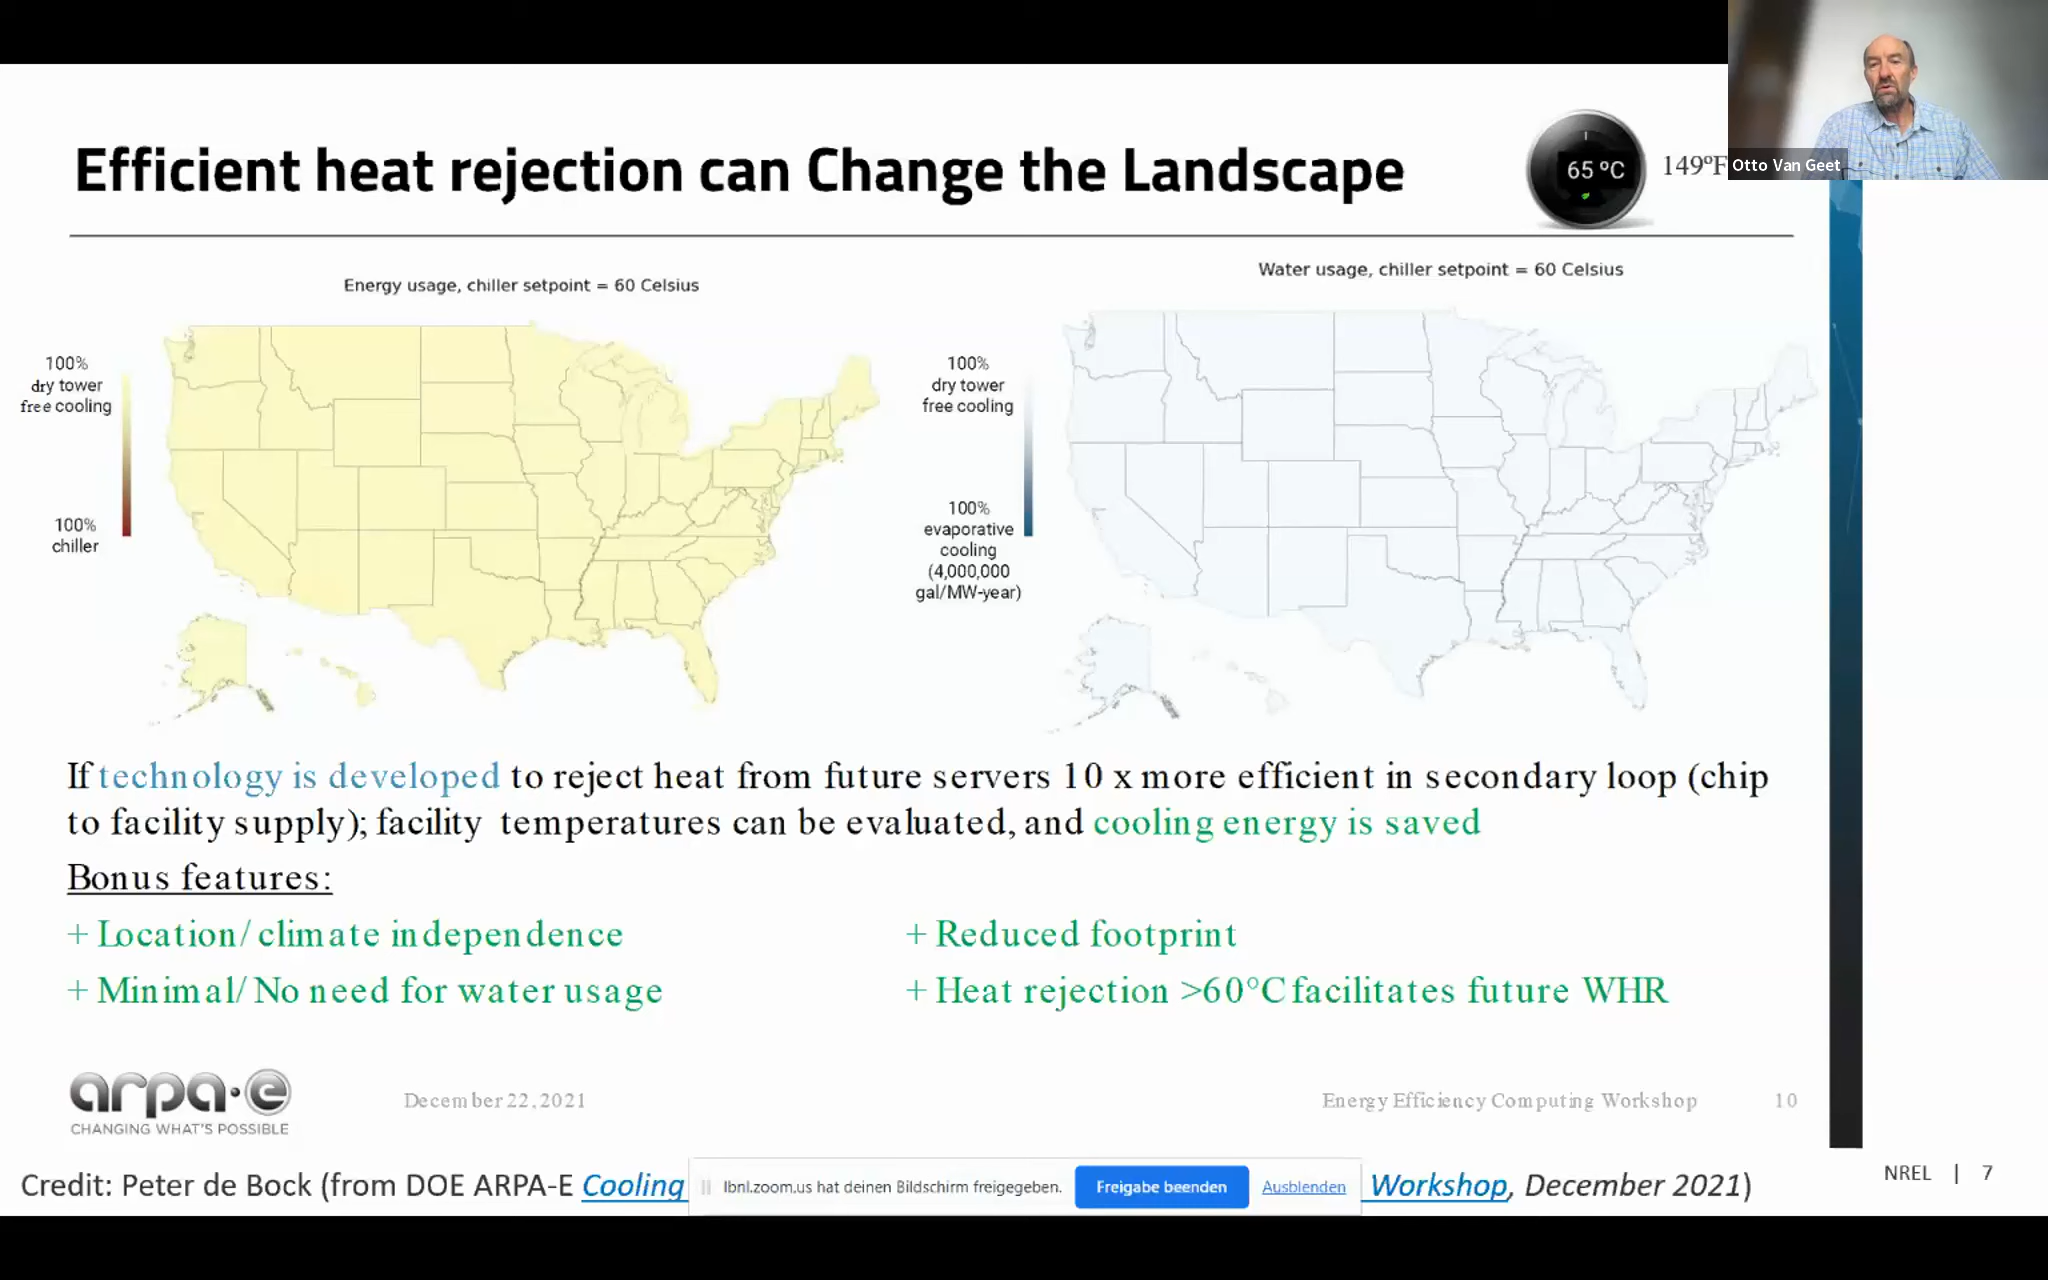 Efficient heat rejection can Change the Landscape
65 ºC
149ºF
Otto Van Geet
Energy usage, chiller setpoint = 60 Celsius
100%
dry tower
free cooling
100%
chiller
Water usage, chiller setpoint = 60 Celsius
100%
dry tower
free cooling
100%
evaporative
cooling
(4,000,000
gal/MW-year)
If technology is developed to reject heat from future servers 10 x more efficient in secondary loop (chip
to facility supply); facility temperatures can be evaluated, and cooling energy is saved
Bonus features:
+ Location/ climate independence
+ Minimal/ No need for water usage
+ Reduced footprint
+ Heat rejection >60°C facilitates future WHR
arpa·e
CHANGING WHAT'S POSSIBLE
December 22, 2021
Energy Efficiency Computing Workshop
10
Credit: Peter de Bock (from DOE ARPA-E Cooling
lbnl.zoom.us hat deinen Bildschirm freigegeben.
Freigabe beenden
Ausblenden
Workshop, December 2021)
NREL | 7